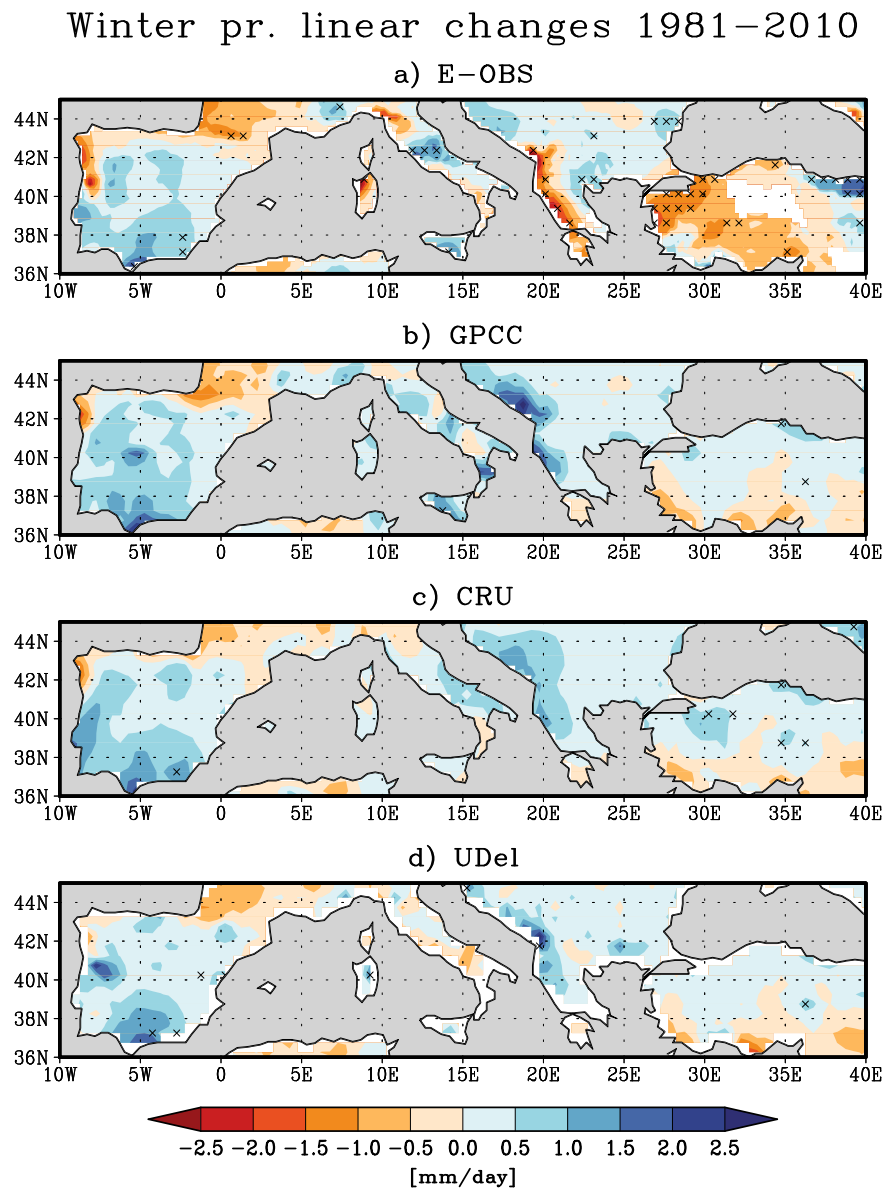 Winter pr. linear changes 1981−2010
a) E−OBS
44N
42N
40N
38N
36N
10W 5W 0 5E 10E 15E 20E 25E 30E 35E 40E
b) GPCC
44N
42N
40N
38N
36N
10W 5W 0 5E 10E 15E 20E 25E 30E 35E 40E
c) CRU
44N
42N
40N
38N
36N
10W 5W 0 5E 10E 15E 20E 25E 30E 35E 40E
d) UDel
44N
42N
40N
38N
36N
10W 5W 0 5E 10E 15E 20E 25E 30E 35E 40E
−2.5 −2.0 −1.5 −1.0 −0.5 0.0 0.5 1.0 1.5 2.0 2.5
[mm/day]